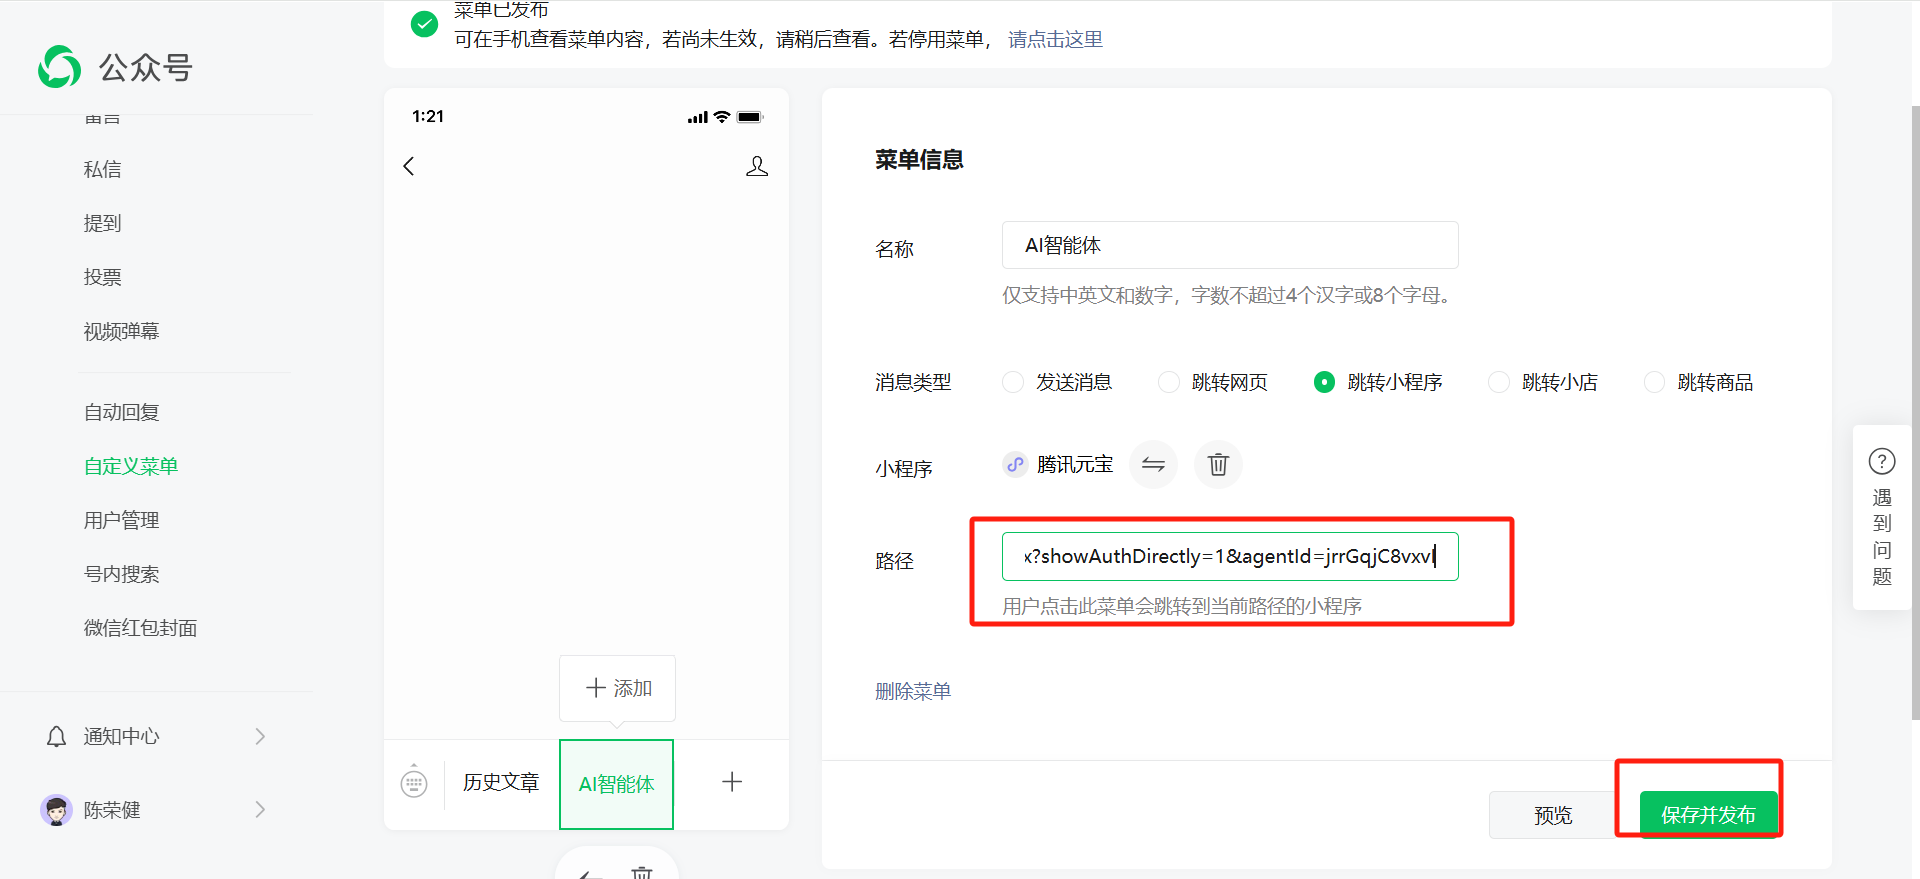 菜单已发布
可在手机查看菜单内容，若尚未生效，请稍后查看。若停用菜单， 请点击这里
公众号
留言
私信
提到
投票
视频弹幕
自动回复
自定义菜单
用户管理
号内搜索
微信红包封面
通知中心
陈荣健
1:21
添加
历史文章
AI智能体
菜单信息
名称
AI智能体
仅支持中英文和数字，字数不超过4个汉字或8个字母。
消息类型
发送消息 跳转网页 跳转小程序 跳转小店 跳转商品
小程序
腾讯元宝
路径
x?showAuthDirectly=1&agentId=jrrGqjC8vxvI
用户点击此菜单会跳转到当前路径的小程序
删除菜单
预览
保存并发布
遇到问题